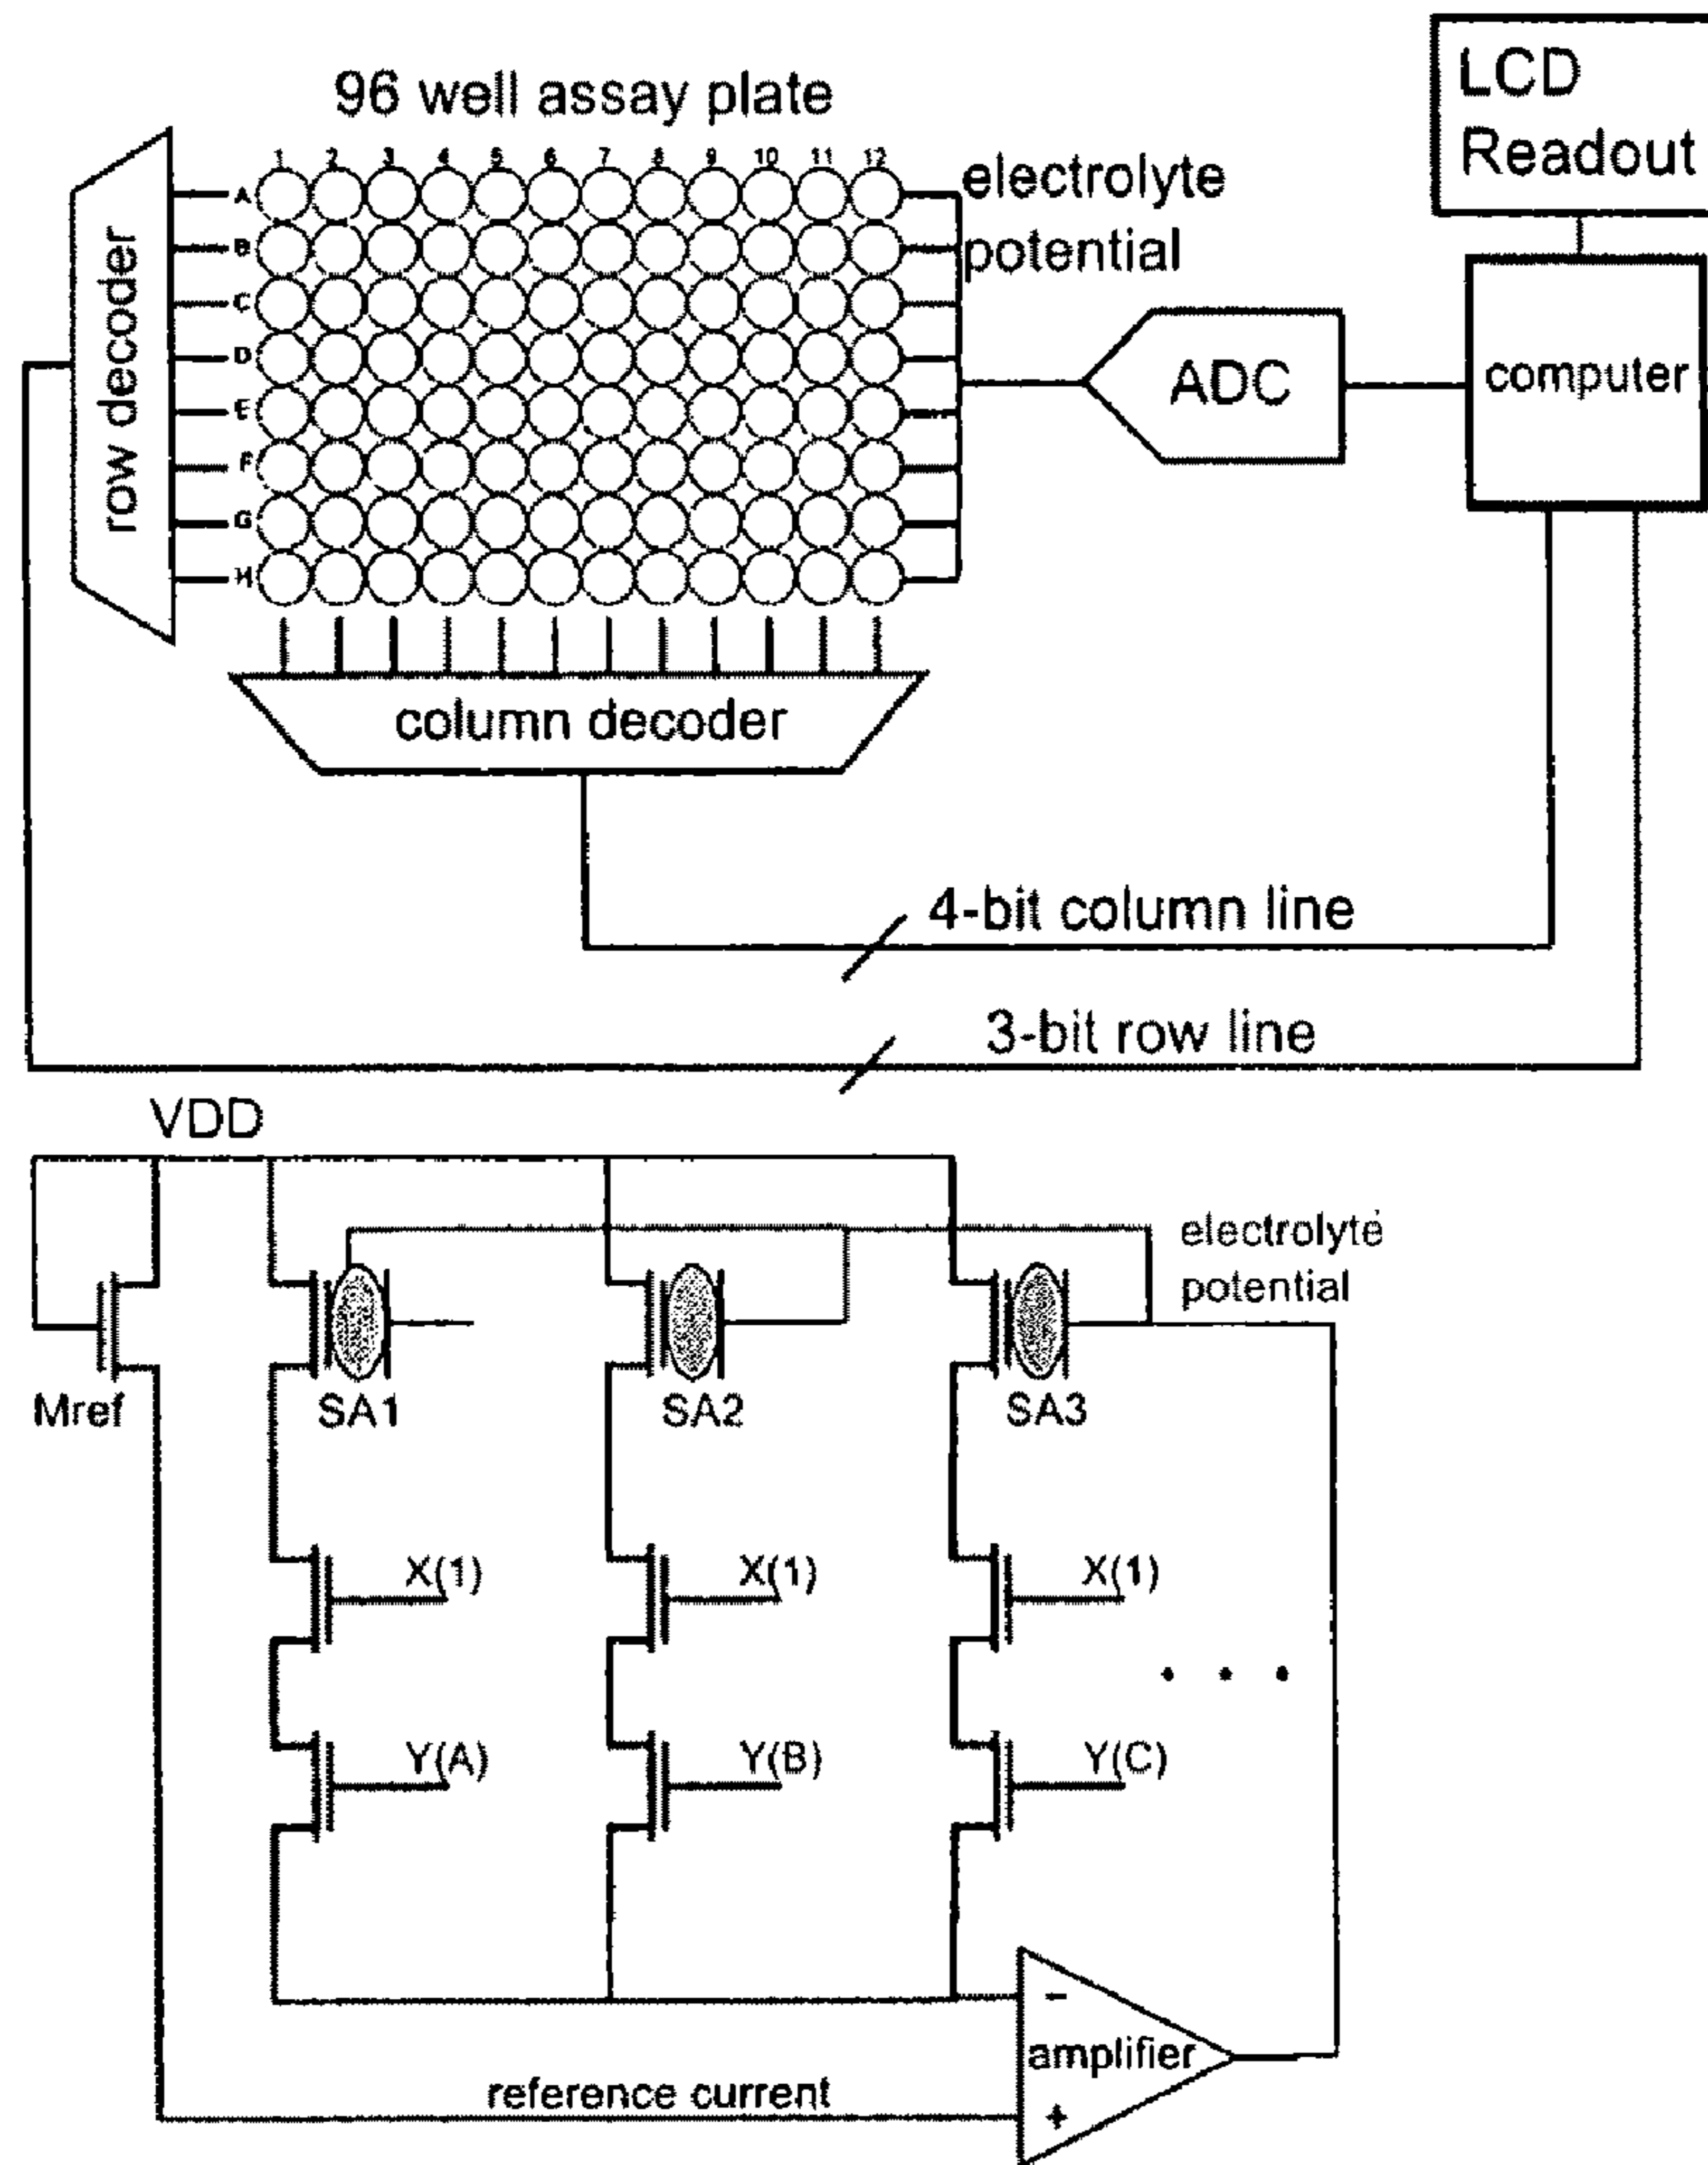 LCD
Readout
96 well assay plate
1 2 3 4 5 6 7 8 9 10 11 12
electrolyte
potential
A
B
C
D
E
F
G
H
row decoder
ADC
computer
column decoder
4-bit column line
3-bit row line
VDD
electrolyte
potential
Mref
SA1
SA2
SA3
X(1)
X(1)
X(1)
Y(A)
Y(B)
Y(C)
-
amplifier
reference current
+